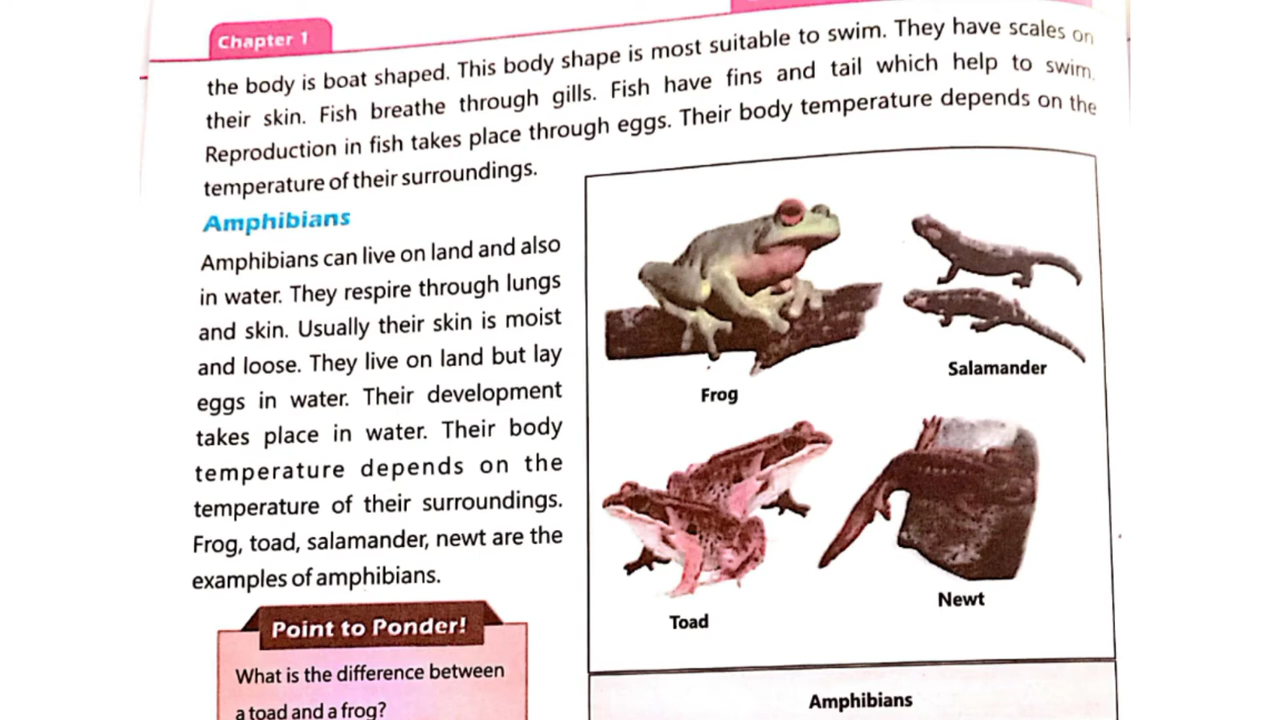 Chapter 1
the body is boat shaped. This body shape is most suitable to swim. They have scales on
their skin. Fish breathe through gills. Fish have fins and tail which help to swim.
Reproduction in fish takes place through eggs. Their body temperature depends on the
temperature of their surroundings.
Amphibians
Amphibians can live on land and also
in water. They respire through lungs
and skin. Usually their skin is moist
and loose. They live on land but lay
eggs in water. Their development
takes place in water. Their body
temperature depends on the
temperature of their surroundings.
Frog, toad, salamander, newt are the
examples of amphibians.
Point to Ponder!
What is the difference between
a toad and a frog?
Frog
Salamander
Toad
Newt
Amphibians